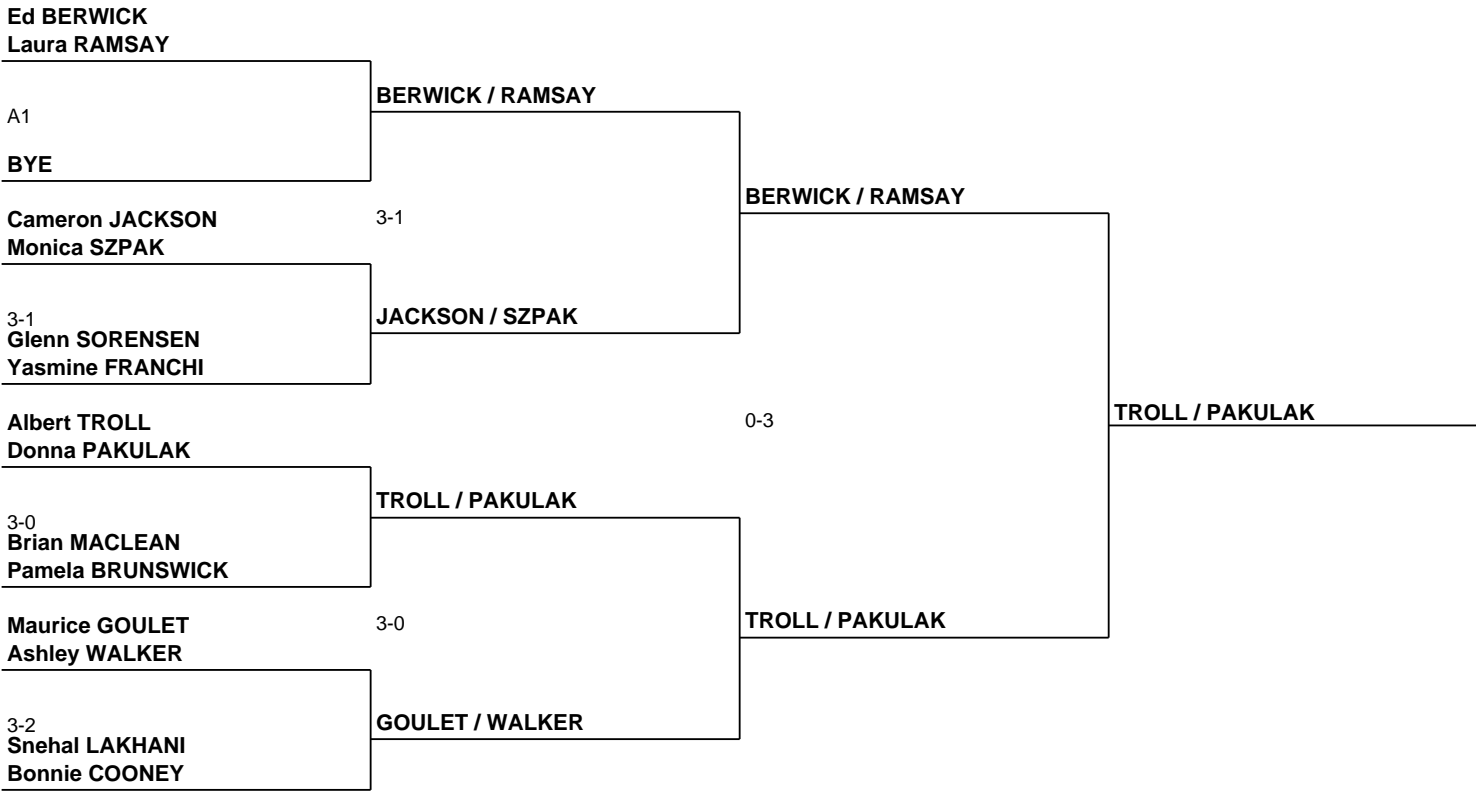 Ed BERWICK
Laura RAMSAY
BERWICK / RAMSAY
A1
BYE
BERWICK / RAMSAY
Cameron JACKSON
3-1
Monica SZPAK
3-1
JACKSON / SZPAK
Glenn SORENSEN
Yasmine FRANCHI
TROLL / PAKULAK
Albert TROLL
0-3
Donna PAKULAK
TROLL / PAKULAK
3-0
Brian MACLEAN
Pamela BRUNSWICK
TROLL / PAKULAK
Maurice GOULET
3-0
Ashley WALKER
3-2
GOULET / WALKER
Snehal LAKHANI
Bonnie COONEY